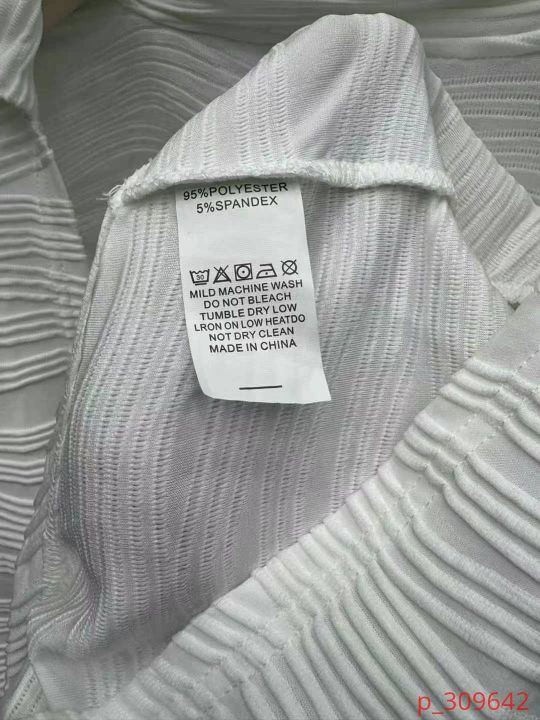 95%POLYESTER
5%SPANDEX
30
MILD MACHINE WASH
DO NOT BLEACH
TUMBLE DRY LOW
LRON ON LOW HEATDO
NOT DRY CLEAN
MADE IN CHINA
p_309642